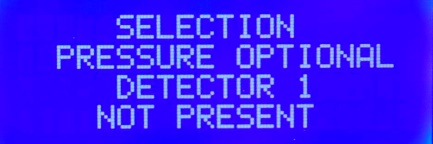 SELECTION
PRESSURE OPTIONAL
DETECTOR 1
NOT PRESENT